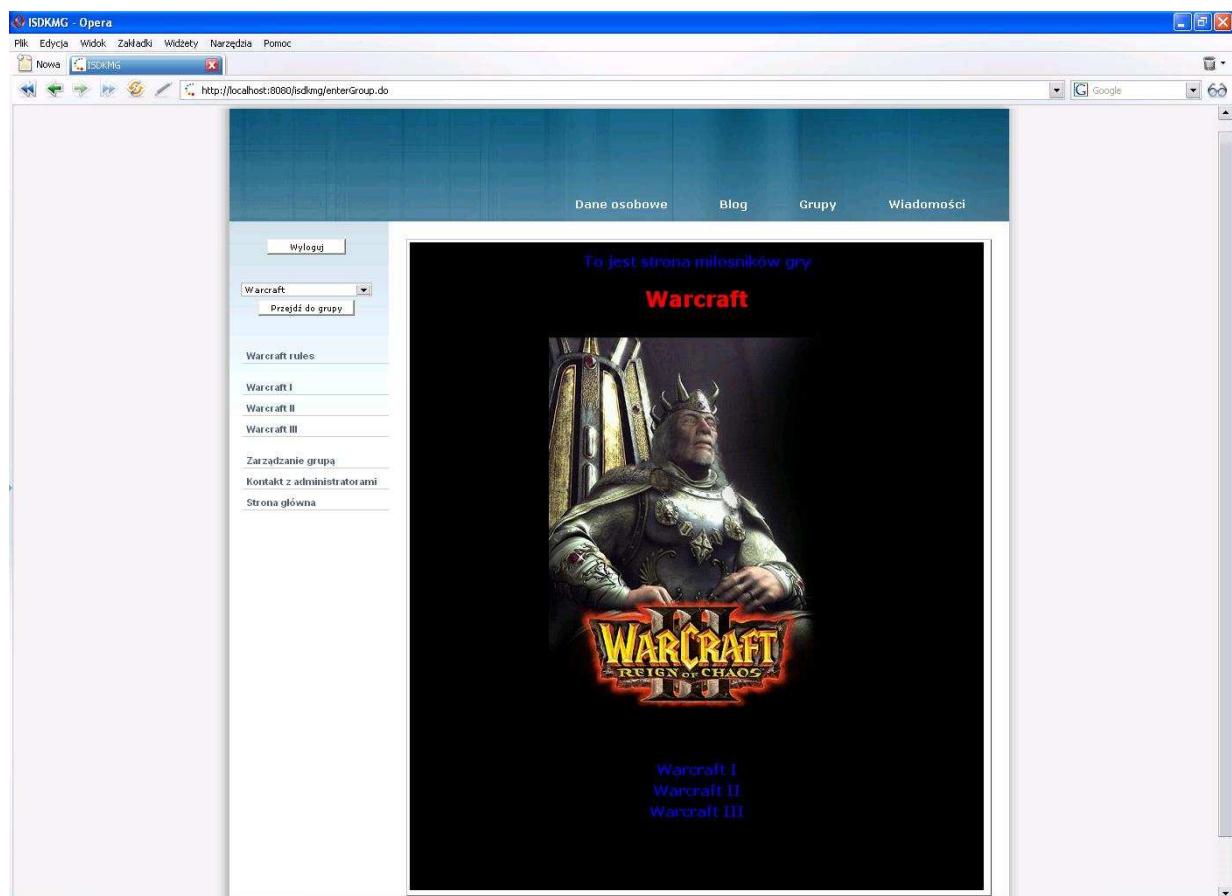 ISDKMG - Opera
Plik Edycja Widok Zakładki Widżety Narzędzia Pomoc
Nowa ISDKMG
http://localhost:8080/isdkmg/enterGroup.do
G Google
Dane osobowe Blog Grupy Wiadomości
Wyloguj
Warcraft
Przejdź do grupy
Warcraft rules
Warcraft I
Warcraft II
Warcraft III
Zarządzanie grupą
Kontakt z administratorami
Strona główna
To jest strona miłosników gry
Warcraft
WARCRAFT
III
REIGN OF CHAOS
Warcraft I
Warcraft II
Warcraft III